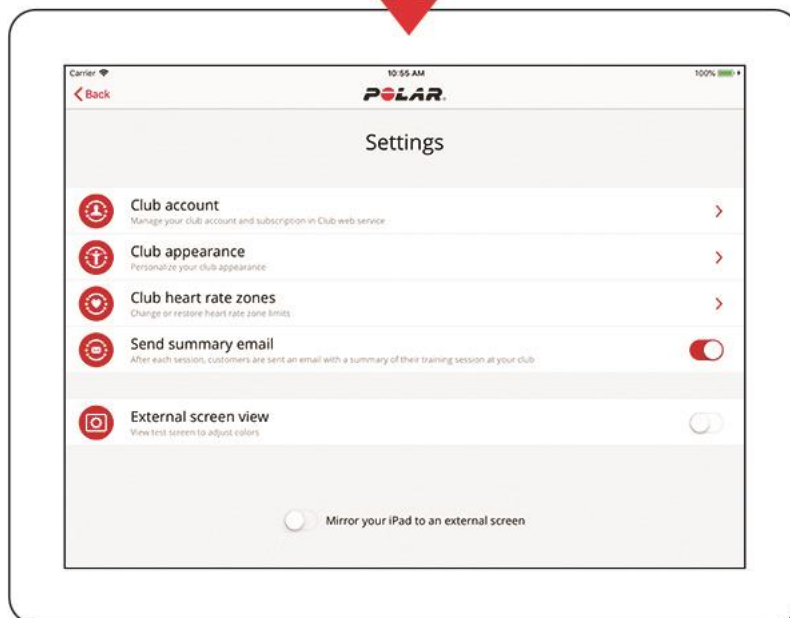 Carrier
10:55 AM
100%
Back
POLAR
Settings
Club account
Manage your club account and subscription in Club web service
Club appearance
Personalize your club appearance
Club heart rate zones
Change or restore heart rate zone limits
Send summary email
After each session, customers are sent an email with a summary of their training session at your club
External screen view
View test screen to adjust colors
Mirror your iPad to an external screen